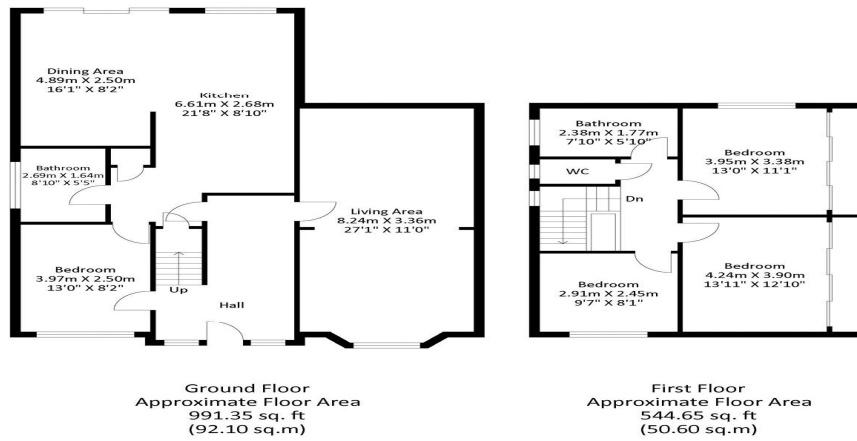 Dining Area
4.89m X 2.50m
16'1" X 8'2"
Kitchen
6.61m X 2.68m
21'8" X 8'10"
Bathroom
2.69m X 1.64m
8'10" X 5'5"
Living Area
8.24m X 3.36m
27'1" X 11'0"
Bedroom
3.97m X 2.50m
13'0" X 8'2"
Up
Hall
Ground Floor
Approximate Floor Area
991.35 sq. ft
(92.10 sq.m)
Bathroom
2.38m X 1.77m
7'10" X 5'10"
Bedroom
3.95m X 3.38m
13'0" X 11'1"
WC
Dn
Bedroom
4.24m X 3.90m
13'11" X 12'10"
Bedroom
2.91m X 2.45m
9'7" X 8'1"
First Floor
Approximate Floor Area
544.65 sq. ft
(50.60 sq.m)